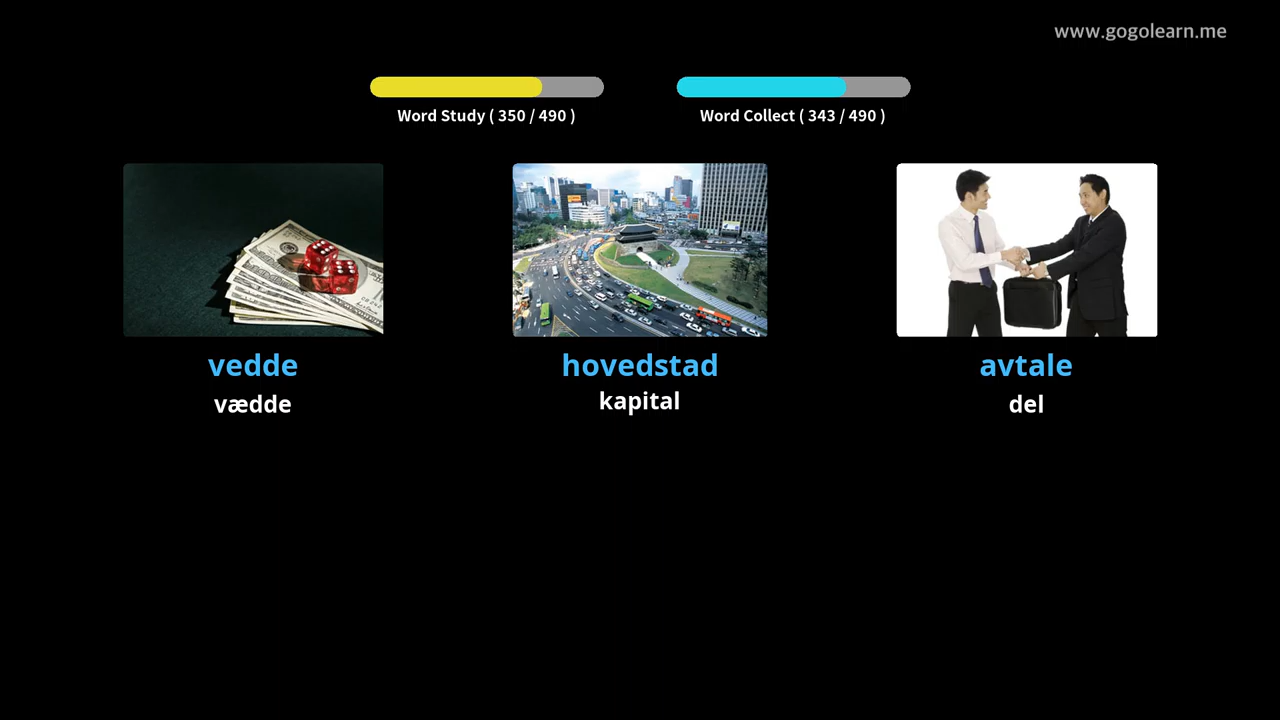 www.gogolearn.me
Word Study ( 350 / 490 )
Word Collect ( 343 / 490 )
vedde
vædde
hovedstad
kapital
avtale
del